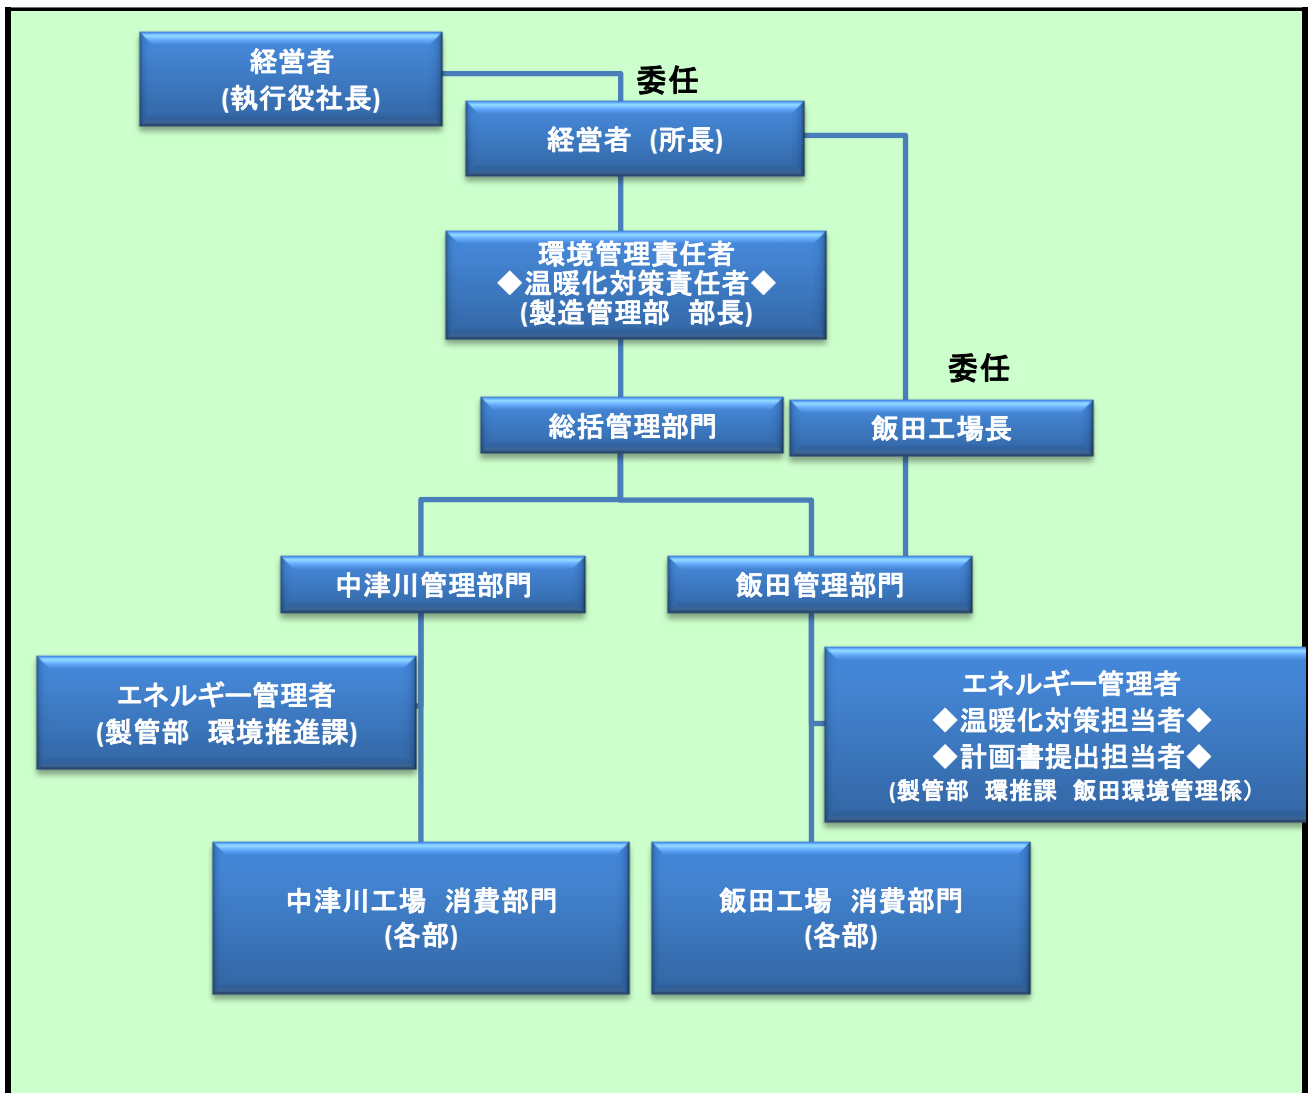 経営者
(執行役社長)
委任
経営者 (所長)
環境管理責任者
◆温暖化対策責任者◆
(製造管理部 部長)
委任
総括管理部門
飯田工場長
中津川管理部門
飯田管理部門
エネルギー管理者
(製管部 環境推進課)
エネルギー管理者
◆温暖化対策担当者◆
◆計画書提出担当者◆
(製管部 環推課 飯田環境管理係）
中津川工場 消費部門
(各部)
飯田工場 消費部門
(各部)